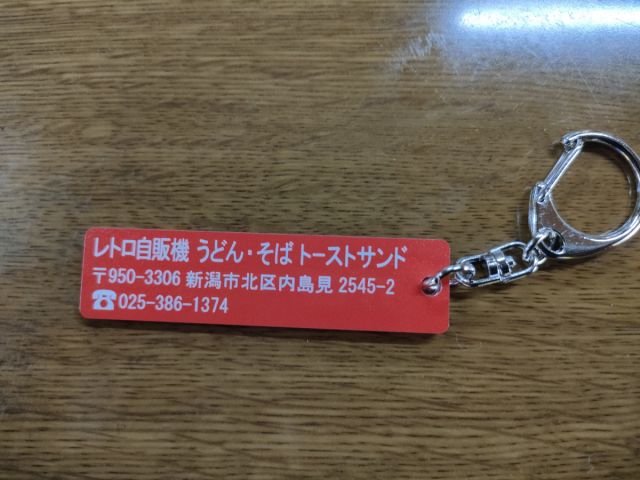 レトロ自販機 うどん・そば トーストサンド
〒950-3306 新潟市北区内島見 2545-2
☎025-386-1374